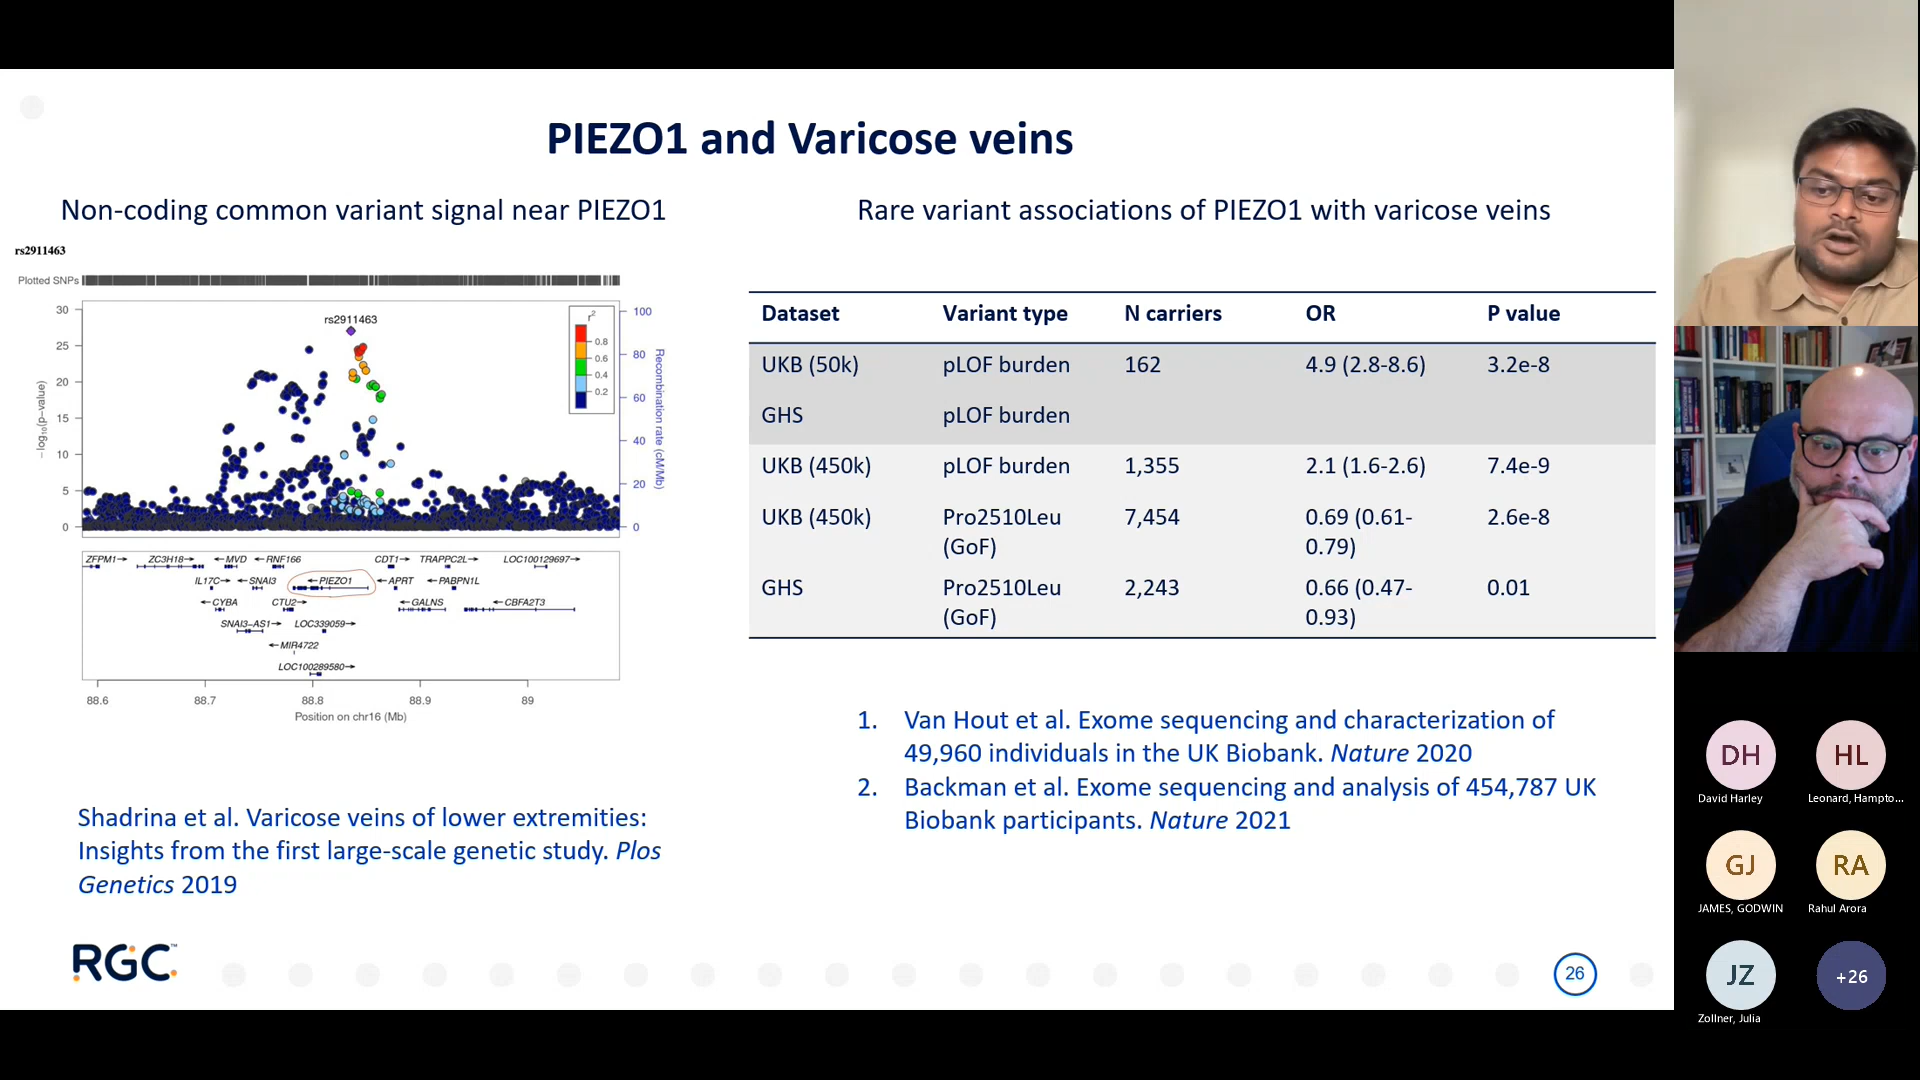 PIEZO1 and Varicose veins
Non-coding common variant signal near PIEZO1
rs2911463
Plotted SNPs
rs2911463
r²
0.8
0.6
0.4
0.2
30
25
20
15
10
5
0
−log₁₀(p−value)
100
80
60
40
20
0
Recombination rate (cM/Mb)
ZFPM1→ ZC3H18→ ←MVD ←RNF166 CDT1→ TRAPPC2L→ LOC100129697→
IL17C→ ←SNAI3 ←PIEZO1 ←APRT ←PABPN1L
←CYBA CTU2→ ←GALNS ←CBFA2T3
SNAI3−AS1→ LOC339059→
←MIR4722
LOC100289580→
88.6 88.7 88.8 88.9 89
Position on chr16 (Mb)
Shadrina et al. Varicose veins of lower extremities:
Insights from the first large-scale genetic study. Plos
Genetics 2019
Rare variant associations of PIEZO1 with varicose veins
Dataset Variant type N carriers OR P value
UKB (50k) pLOF burden 162 4.9 (2.8-8.6) 3.2e-8
GHS pLOF burden
UKB (450k) pLOF burden 1,355 2.1 (1.6-2.6) 7.4e-9
UKB (450k) Pro2510Leu 7,454 0.69 (0.61- 2.6e-8
(GoF) 0.79)
GHS Pro2510Leu 2,243 0.66 (0.47- 0.01
(GoF) 0.93)
1. Van Hout et al. Exome sequencing and characterization of
49,960 individuals in the UK Biobank. Nature 2020
2. Backman et al. Exome sequencing and analysis of 454,787 UK
Biobank participants. Nature 2021
RGC™
26
DH HL
David Harley Leonard, Hampto...
GJ RA
JAMES, GODWIN Rahul Arora
JZ +26
Zollner, Julia